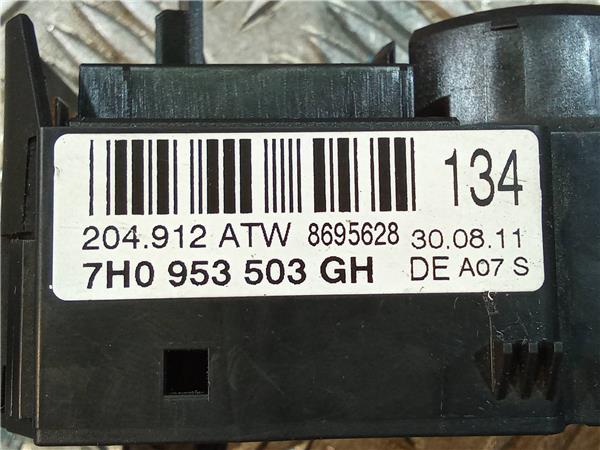 134
204.912 ATW 8695628 30.08.11
7H0 953 503 GH DE A07 S